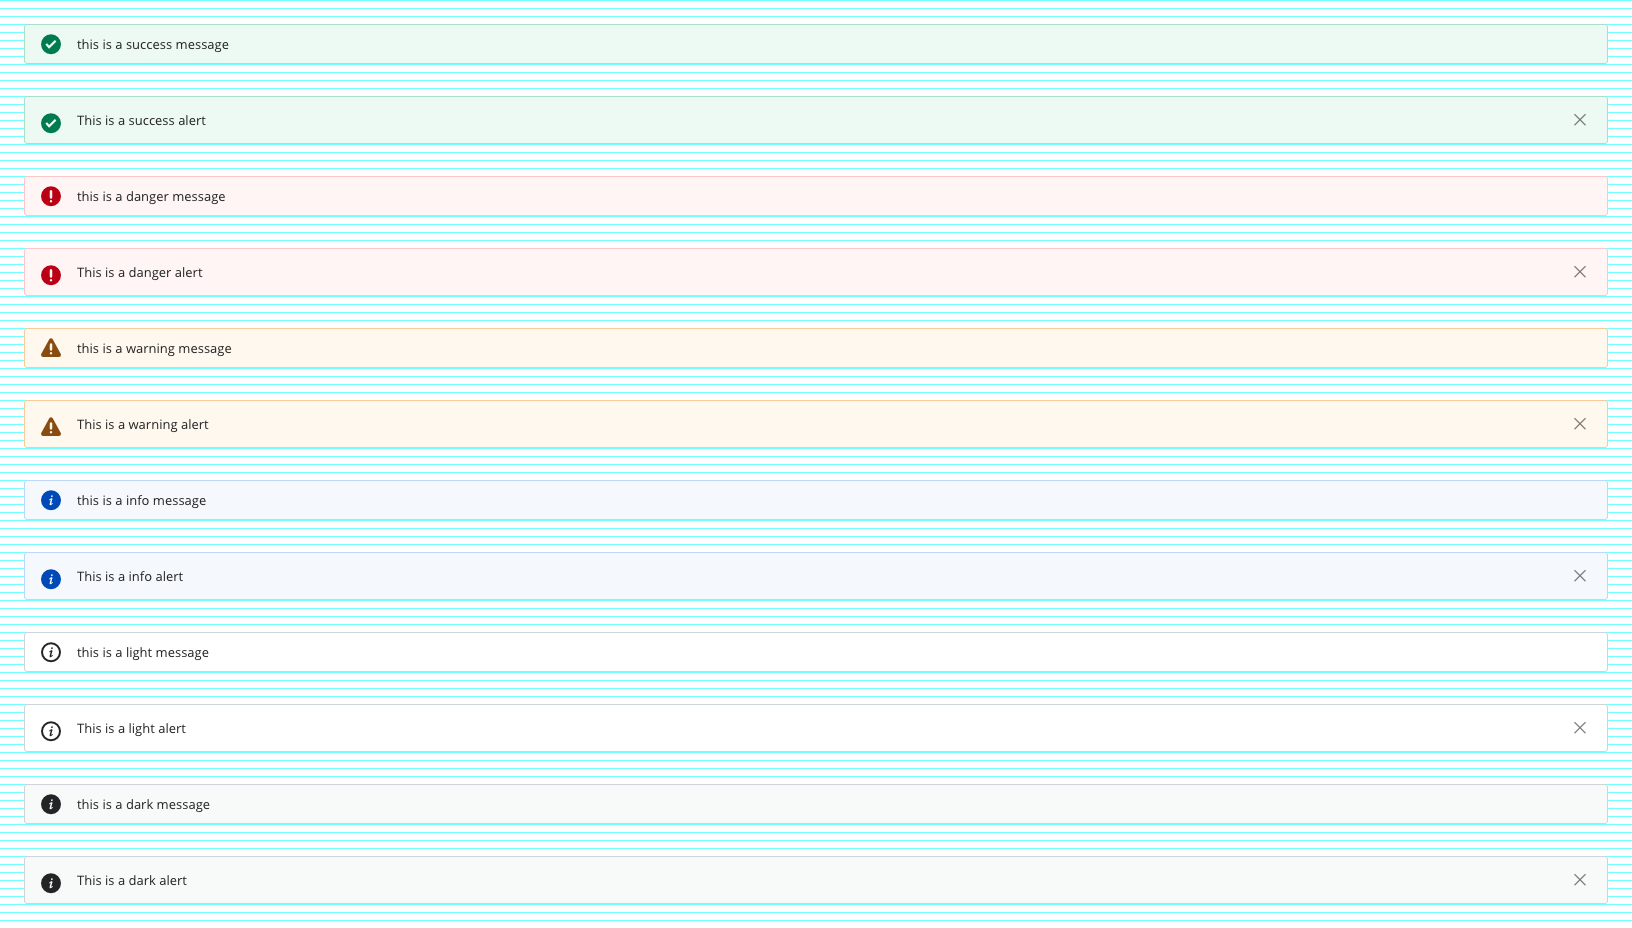 this is a success message
This is a success alert
this is a danger message
This is a danger alert
this is a warning message
This is a warning alert
this is a info message
This is a info alert
this is a light message
This is a light alert
this is a dark message
This is a dark alert